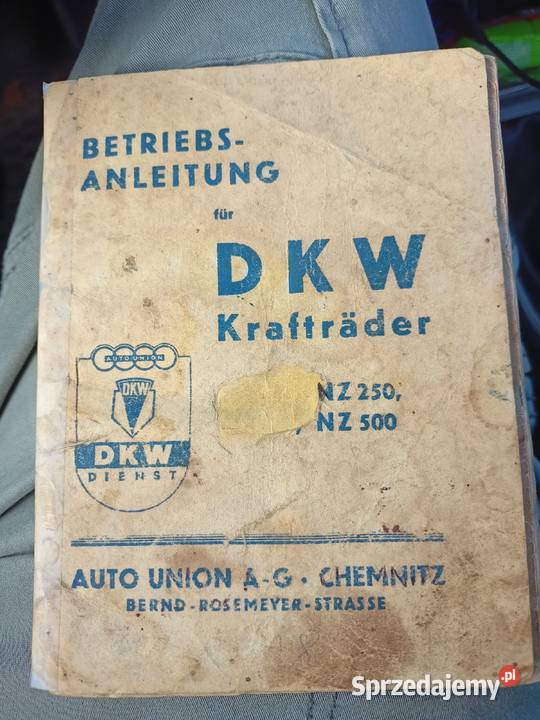 BETRIEBS-
ANLEITUNG
für
DKW
Krafträder
NZ 250,
, NZ 500
AUTO UNION
DKW
DKW
DIENST
AUTO UNION A-G · CHEMNITZ
BERND-ROSEMEYER-STRASSE
Sprzedajemy.pl